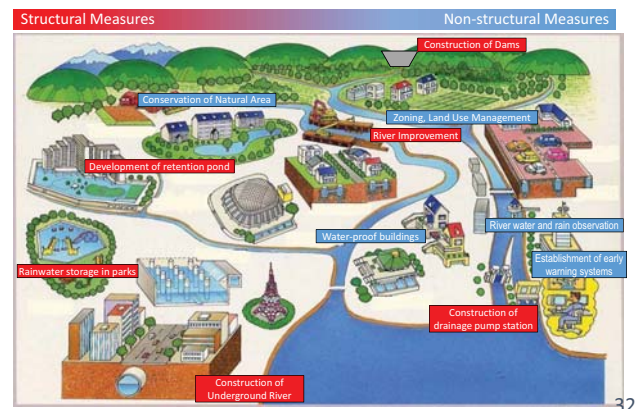 Structural Measures
Non-structural Measures
Construction of Dams
Conservation of Natural Area
Zoning, Land Use Management
River Improvement
Development of retention pond
Water-proof buildings
River water and rain observation
Establishment of early
warning systems
Rainwater storage in parks
Construction of
drainage pump station
Construction of
Underground River
32